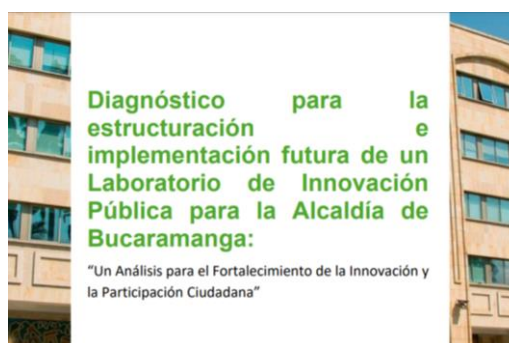 Diagnóstico para la
estructuración e
implementación futura de un
Laboratorio de Innovación
Pública para la Alcaldía de
Bucaramanga:
“Un Análisis para el Fortalecimiento de la Innovación y
la Participación Ciudadana”